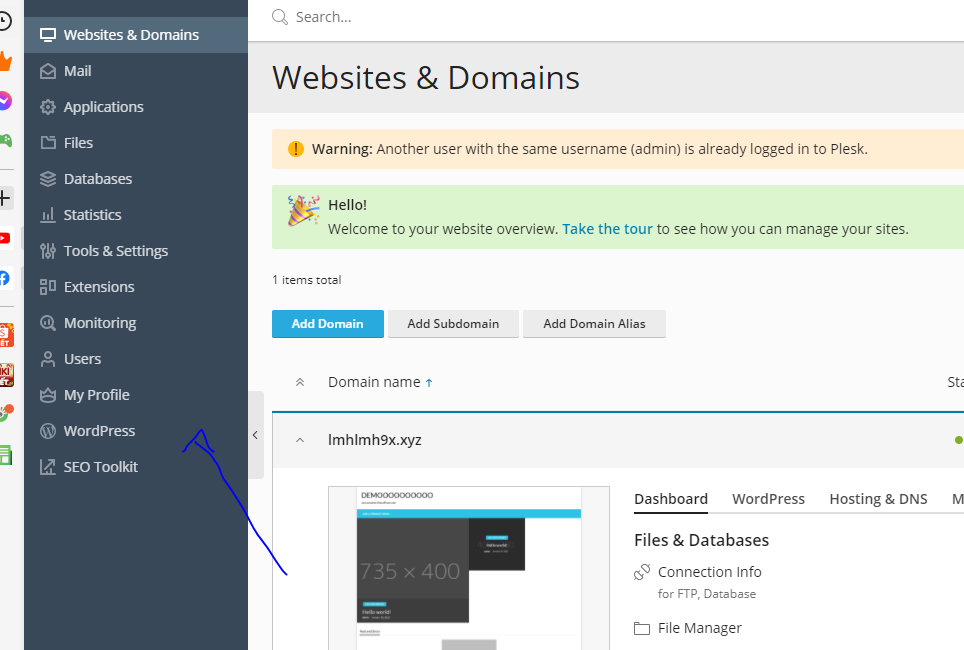 Search...
Websites & Domains
Mail
Applications
Files
Databases
Statistics
Tools & Settings
Extensions
Monitoring
Users
My Profile
WordPress
SEO Toolkit
Websites & Domains
Warning: Another user with the same username (admin) is already logged in to Plesk.
Hello!
Welcome to your website overview. Take the tour to see how you can manage your sites.
1 items total
Add Domain Add Subdomain Add Domain Alias
Domain name ↑ Sta
lmhlmh9x.xyz
DEMOOOOOOOOOO
735 × 400
Hello world!
Hello world!
Dashboard WordPress Hosting & DNS M
Files & Databases
Connection Info
for FTP, Database
File Manager